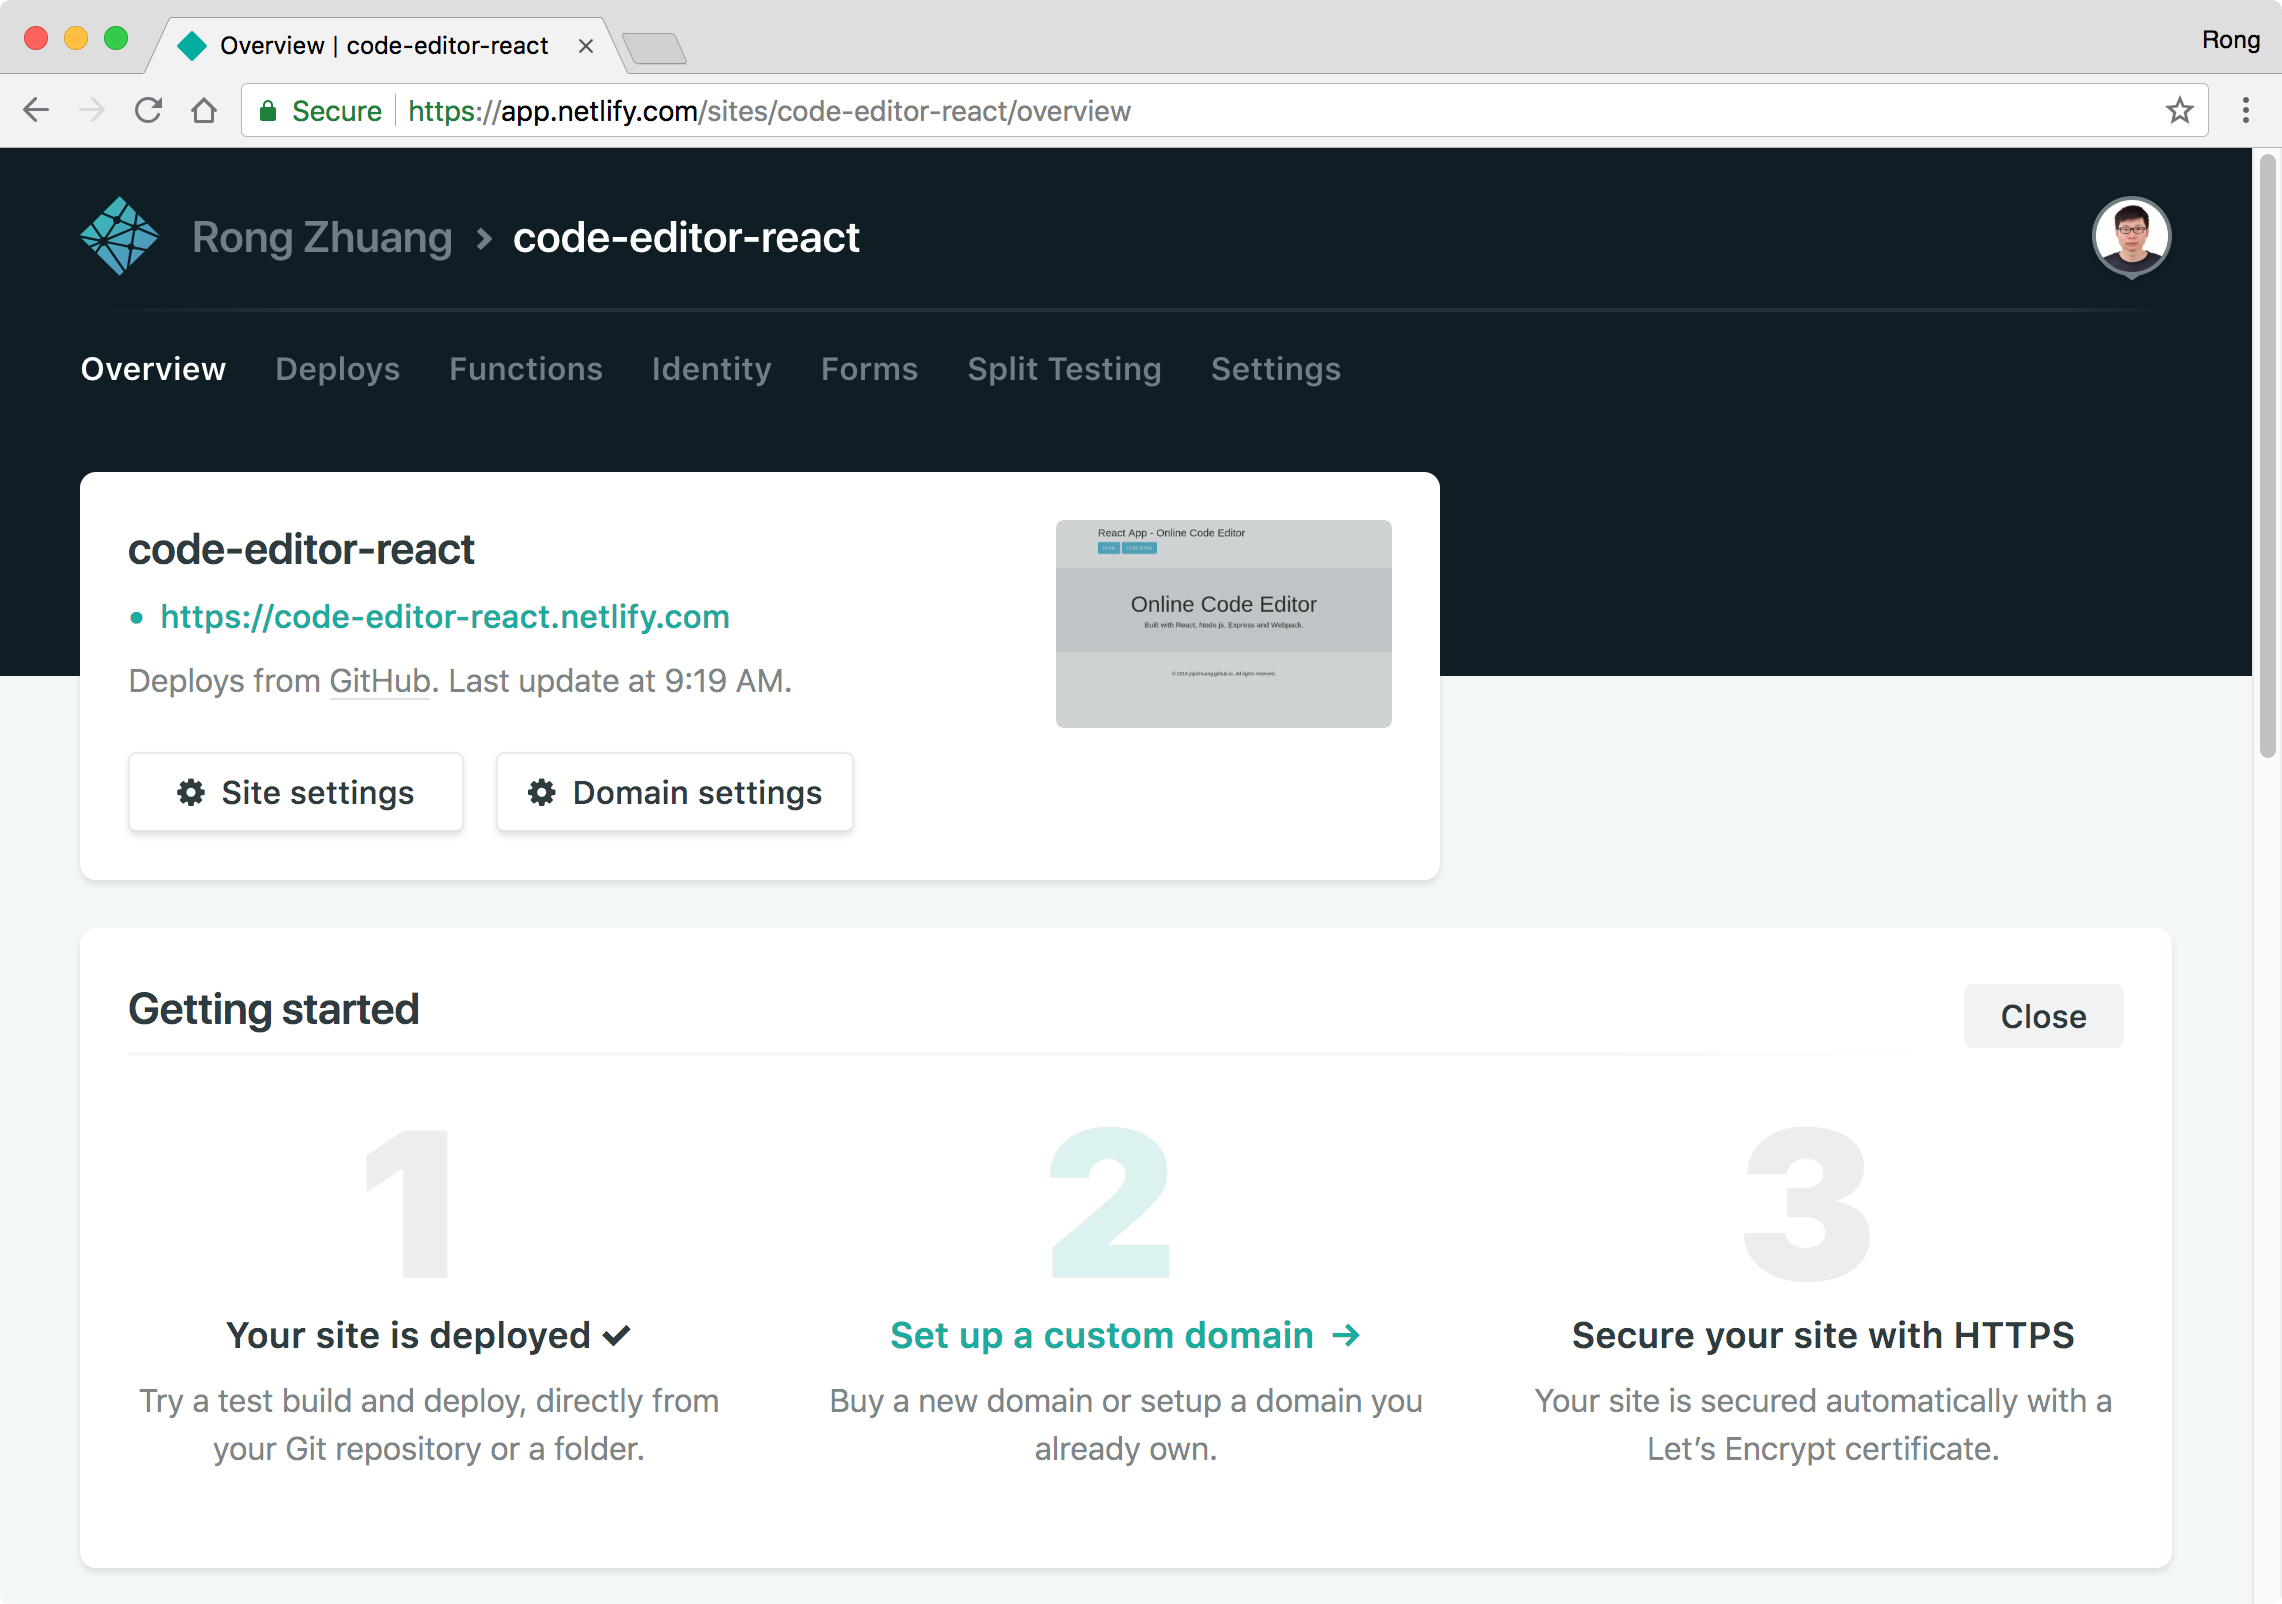 Overview | code-editor-react
Rong
Secure https://app.netlify.com/sites/code-editor-react/overview
Rong Zhuang > code-editor-react
Overview Deploys Functions Identity Forms Split Testing Settings
code-editor-react
https://code-editor-react.netlify.com
Deploys from GitHub. Last update at 9:19 AM.
Site settings Domain settings
React App - Online Code Editor
Home Code Editor
Online Code Editor
Built with React, Node.js, Express and Webpack.
Getting started
Close
1 2 3
Your site is deployed ✔ Set up a custom domain → Secure your site with HTTPS
Try a test build and deploy, directly from Buy a new domain or setup a domain you Your site is secured automatically with a
your Git repository or a folder. already own. Let’s Encrypt certificate.